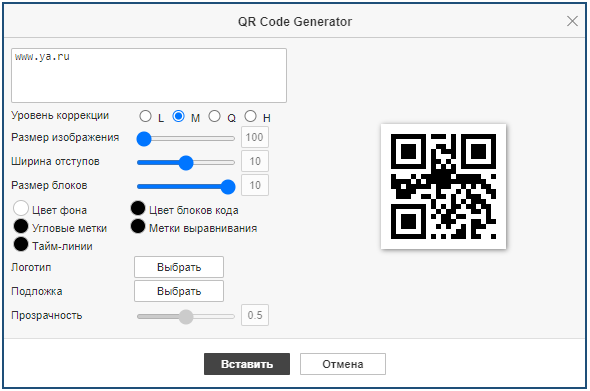 QR Code Generator
www.ya.ru
Уровень коррекции L M Q H
Размер изображения 100
Ширина отступов 10
Размер блоков 10
Цвет фона Цвет блоков кода
Угловые метки Метки выравнивания
Тайм-линии
Логотип Выбрать
Подложка Выбрать
Прозрачность 0.5
Вставить Отмена